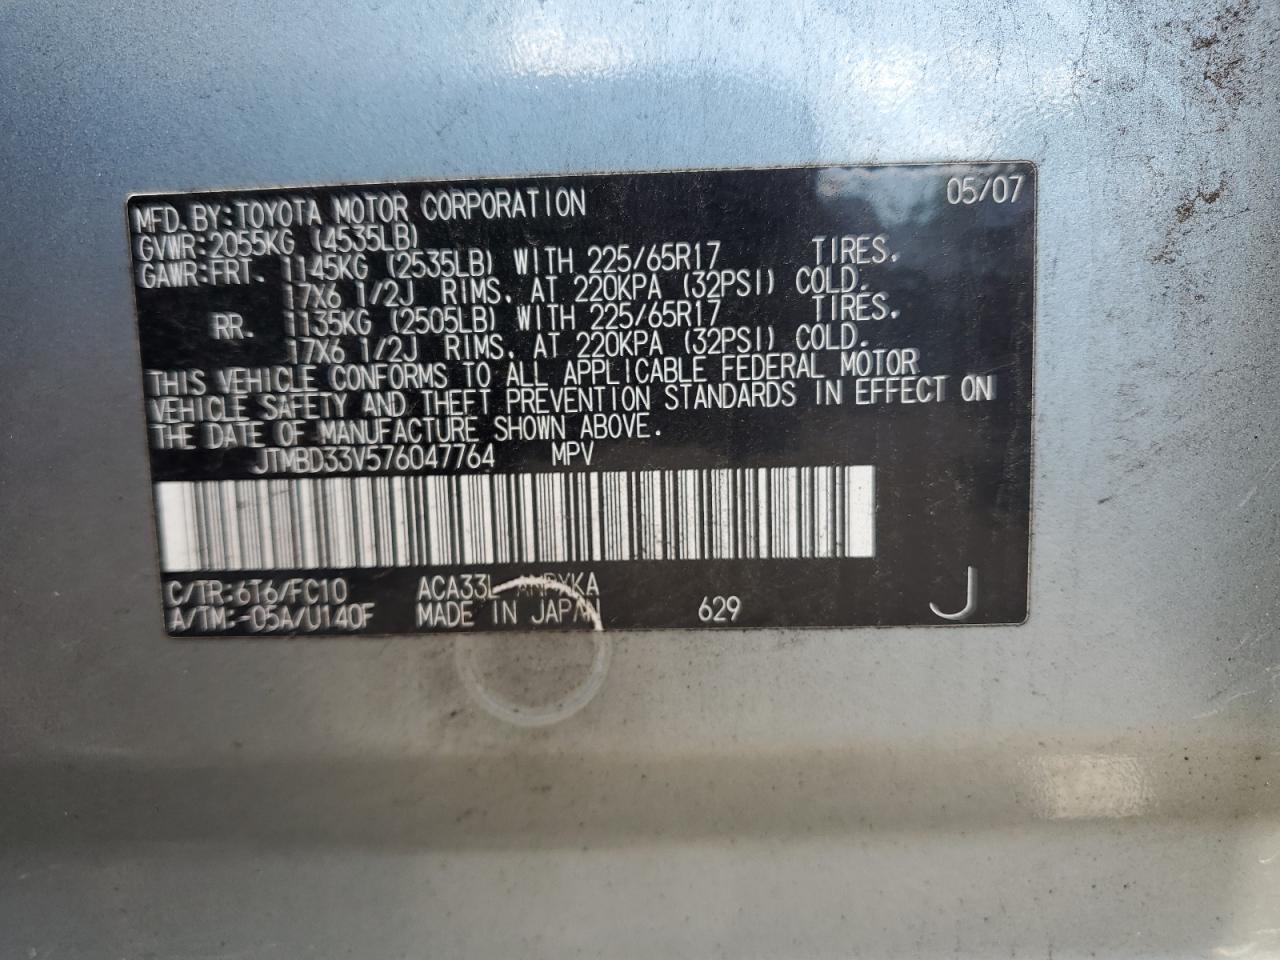 MFD. BY: TOYOTA MOTOR CORPORATION 05/07
GVWR: 2055KG (4535LB)
GAWR: FRT. 1145KG (2535LB) WITH 225/65R17 TIRES,
17X6 1/2J RIMS, AT 220KPA (32PSI) COLD.
RR. 1135KG (2505LB) WITH 225/65R17 TIRES,
17X6 1/2J RIMS, AT 220KPA (32PSI) COLD.
THIS VEHICLE CONFORMS TO ALL APPLICABLE FEDERAL MOTOR
VEHICLE SAFETY AND THEFT PREVENTION STANDARDS IN EFFECT ON
THE DATE OF MANUFACTURE SHOWN ABOVE.
JTMBD33V576047764 MPV
C/TR: 6T6/FC10 ACA33L
A/TM: -05A/U140F MADE IN JAPAN 629 J